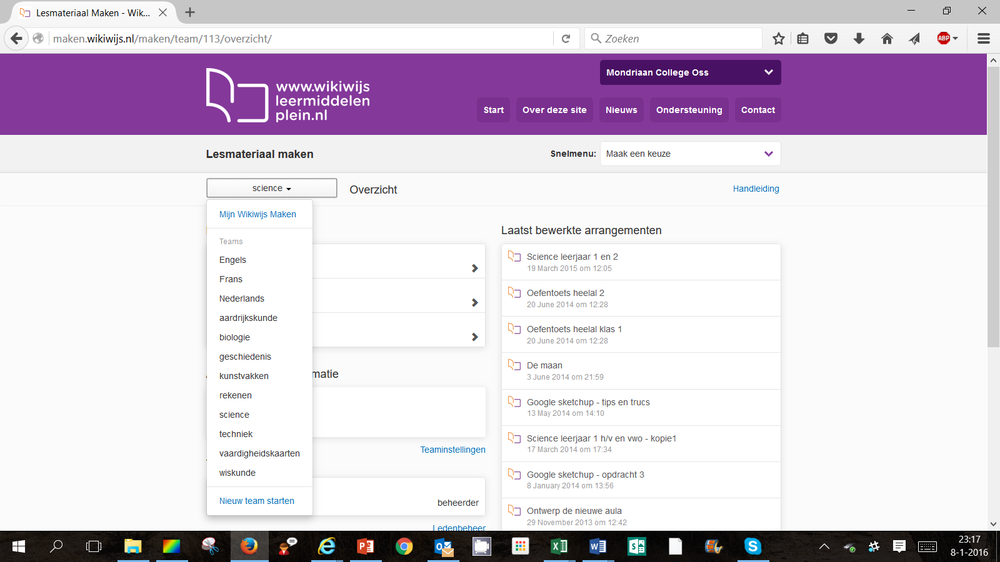 Lesmateriaal Maken - Wik...
maken.wikiwijs.nl/maken/team/113/overzicht/
Zoeken
ABP
www.wikiwijs
leermiddelen
plein.nl
Mondriaan College Oss
Start
Over deze site
Nieuws
Ondersteuning
Contact
Lesmateriaal maken
Snelmenu:
Maak een keuze
science
Overzicht
Handleiding
Mijn Wikiwijs Maken
Teams
Engels
Frans
Nederlands
aardrijkskunde
biologie
geschiedenis
kunstvakken
rekenen
science
techniek
vaardigheidskaarten
wiskunde
Nieuw team starten
matie
Teaminstellingen
beheerder
Ledenbeheer
Laatst bewerkte arrangementen
Science leerjaar 1 en 2
19 March 2015 om 12:05
Oefentoets heelal 2
20 June 2014 om 12:28
Oefentoets heelal klas 1
20 June 2014 om 12:28
De maan
3 June 2014 om 21:59
Google sketchup - tips en trucs
13 May 2014 om 14:10
Science leerjaar 1 h/v en vwo - kopie1
17 March 2014 om 17:34
Google sketchup - opdracht 3
8 January 2014 om 13:56
Ontwerp de nieuwe aula
29 November 2013 om 12:42
23:17
8-1-2016